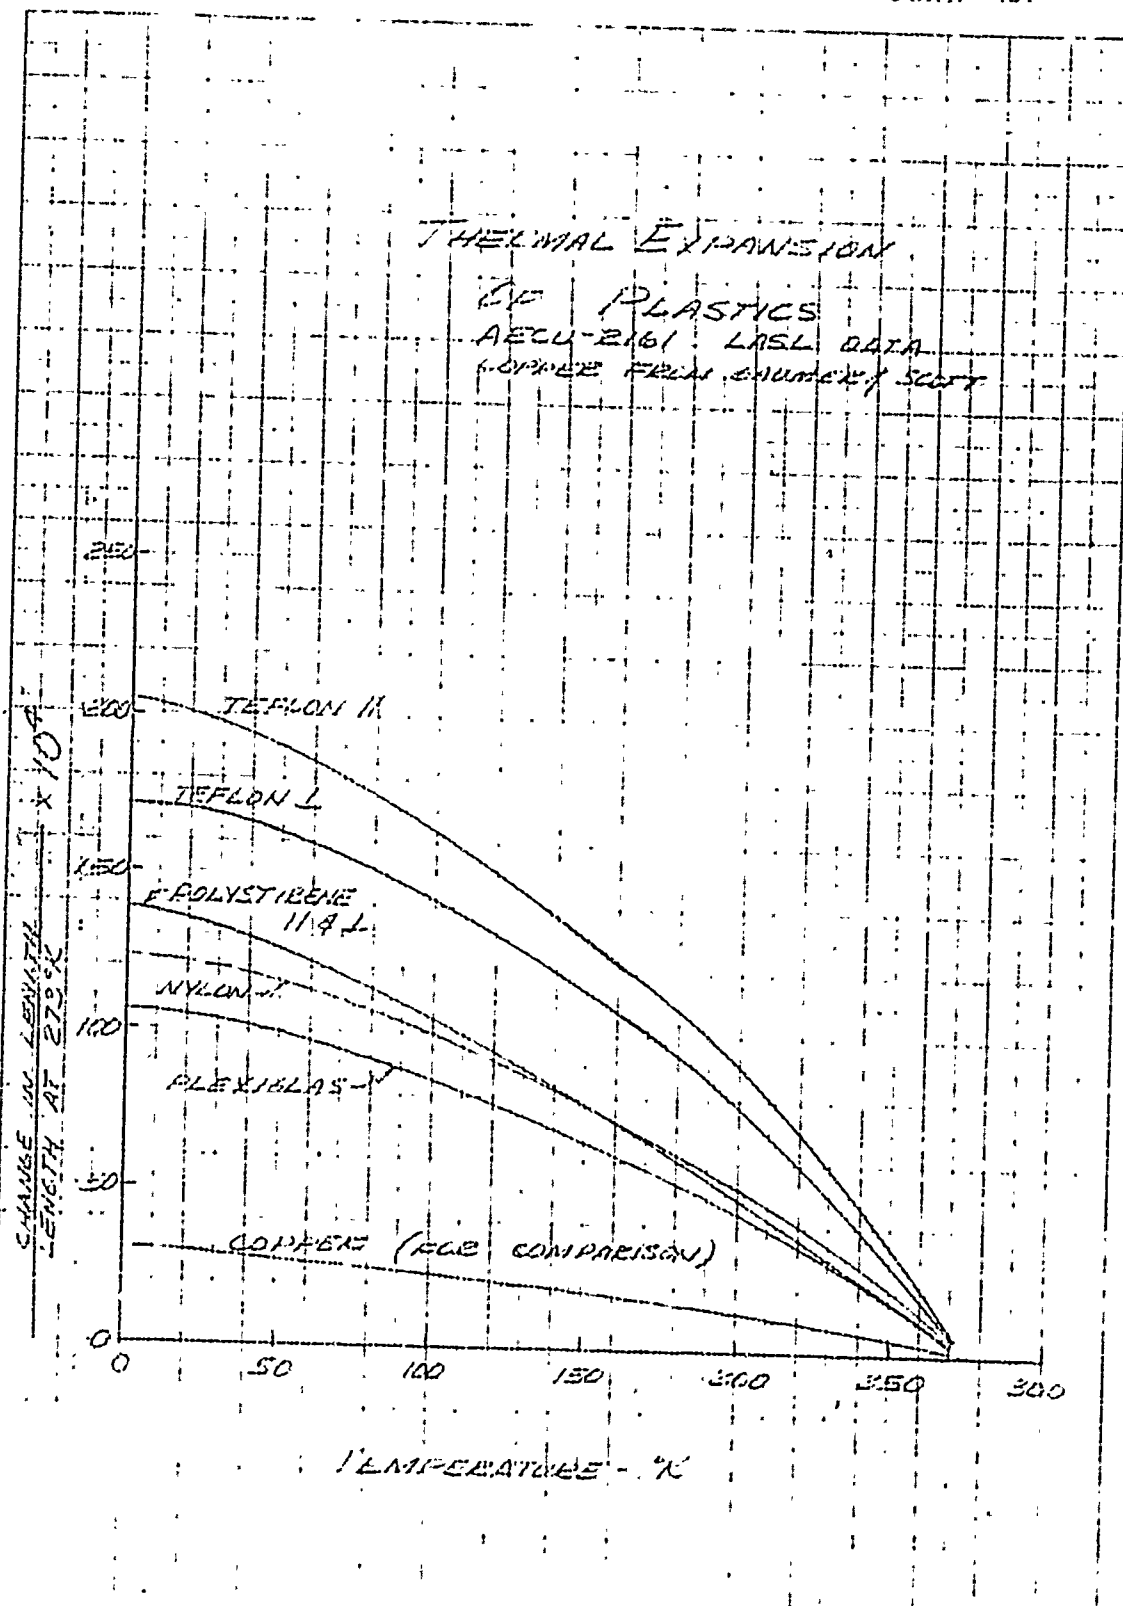 THERMAL EXPANSION
OF PLASTICS
AECU-2161 LASL DATA
COPPER FROM SCOTT
250
200
150
100
50
0
TEFLON //
TEFLON ⊥
POLYSTIRENE
// & ⊥
NYLON //
PLEXIGLAS
COPPER (FOR COMPARISON)
CHANGE IN LENGTH
LENGTH AT 273°K
× 10⁴
0 50 100 150 200 250 300
TEMPERATURE - °K